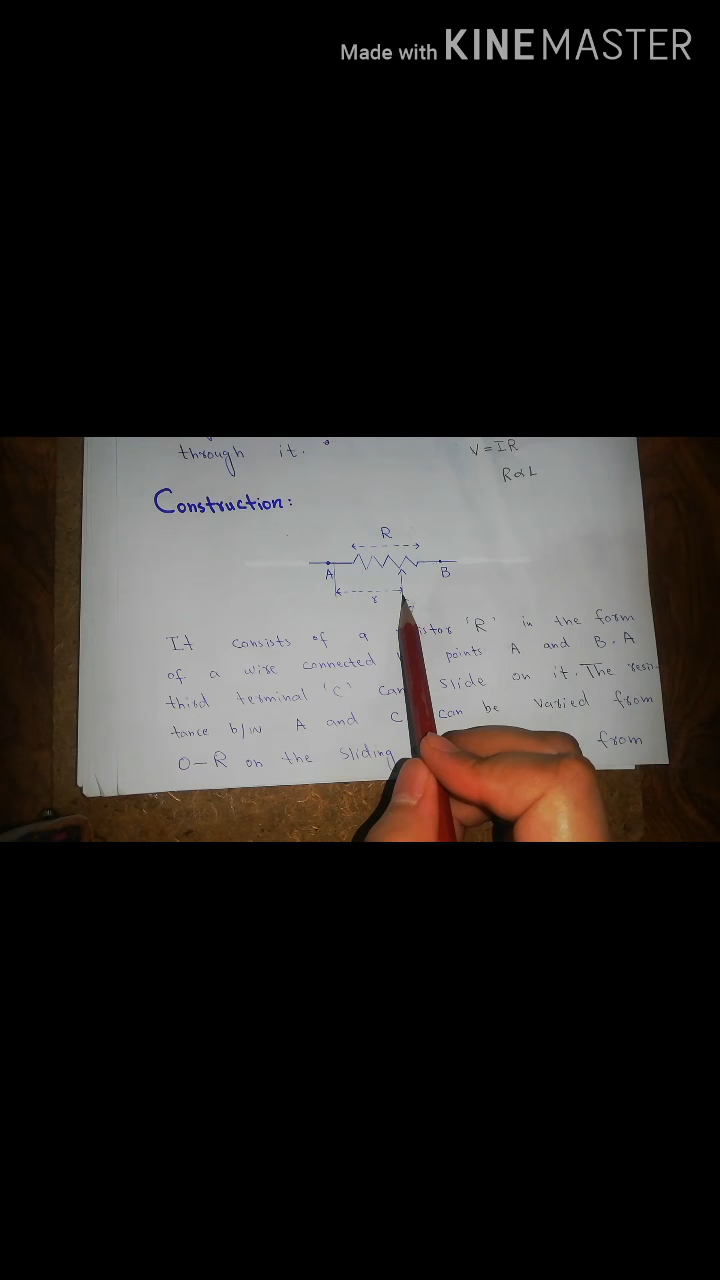 Made with KINEMASTER
through it.
V=IR
R∝L
Construction:
R
A B
r
It consists of a 'R' in the form
of a wire connected points A and B. A
third terminal 'C' can slide on it. The resis-
tance b/w A and C can be varied from
0-R on the sliding from